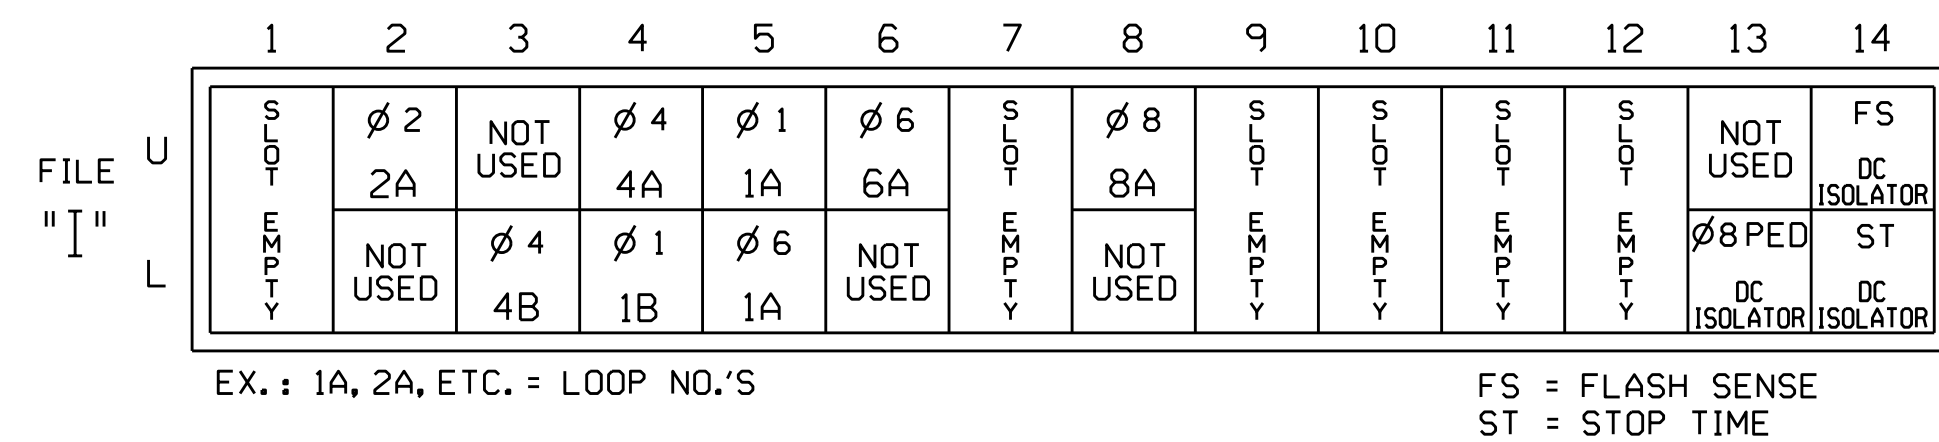 1 2 3 4 5 6 7 8 9 10 11 12 13 14
FILE
"I"
U
L
SLOT EMPTY
ø 2
2A
NOT
USED
NOT
USED
ø 4
4B
ø 4
4A
ø 1
1B
ø 1
1A
ø 6
1A
ø 6
6A
NOT
USED
SLOT EMPTY
ø 8
8A
NOT
USED
SLOT EMPTY
SLOT EMPTY
SLOT EMPTY
SLOT EMPTY
NOT
USED
ø8 PED
DC
ISOLATOR
FS
DC
ISOLATOR
ST
DC
ISOLATOR
EX.: 1A, 2A, ETC. = LOOP NO.'S
FS = FLASH SENSE
ST = STOP TIME